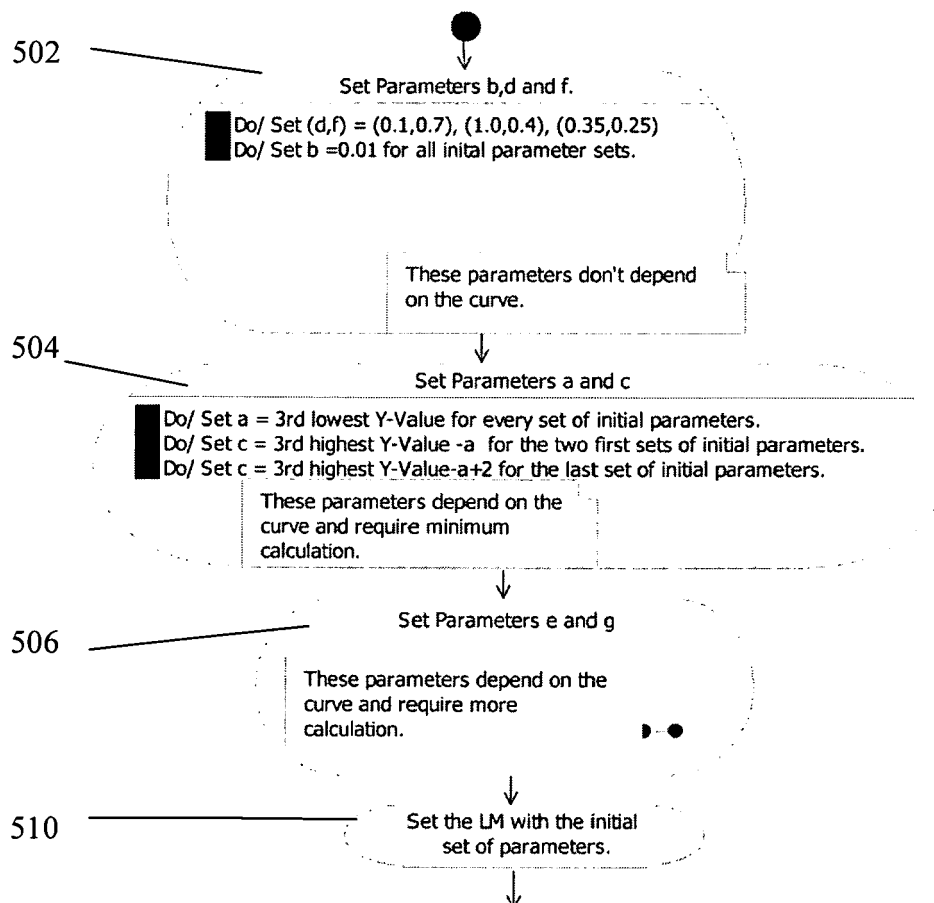 502
Set Parameters b,d and f.
Do/ Set (d,f) = (0.1,0.7), (1.0,0.4), (0.35,0.25)
Do/ Set b =0.01 for all inital parameter sets.
These parameters don't depend
on the curve.
504
Set Parameters a and c
Do/ Set a = 3rd lowest Y-Value for every set of initial parameters.
Do/ Set c = 3rd highest Y-Value -a for the two first sets of initial parameters.
Do/ Set c = 3rd highest Y-Value-a+2 for the last set of initial parameters.
These parameters depend on the
curve and require minimum
calculation.
506
Set Parameters e and g
These parameters depend on the
curve and require more
calculation.
510
Set the LM with the initial
set of parameters.